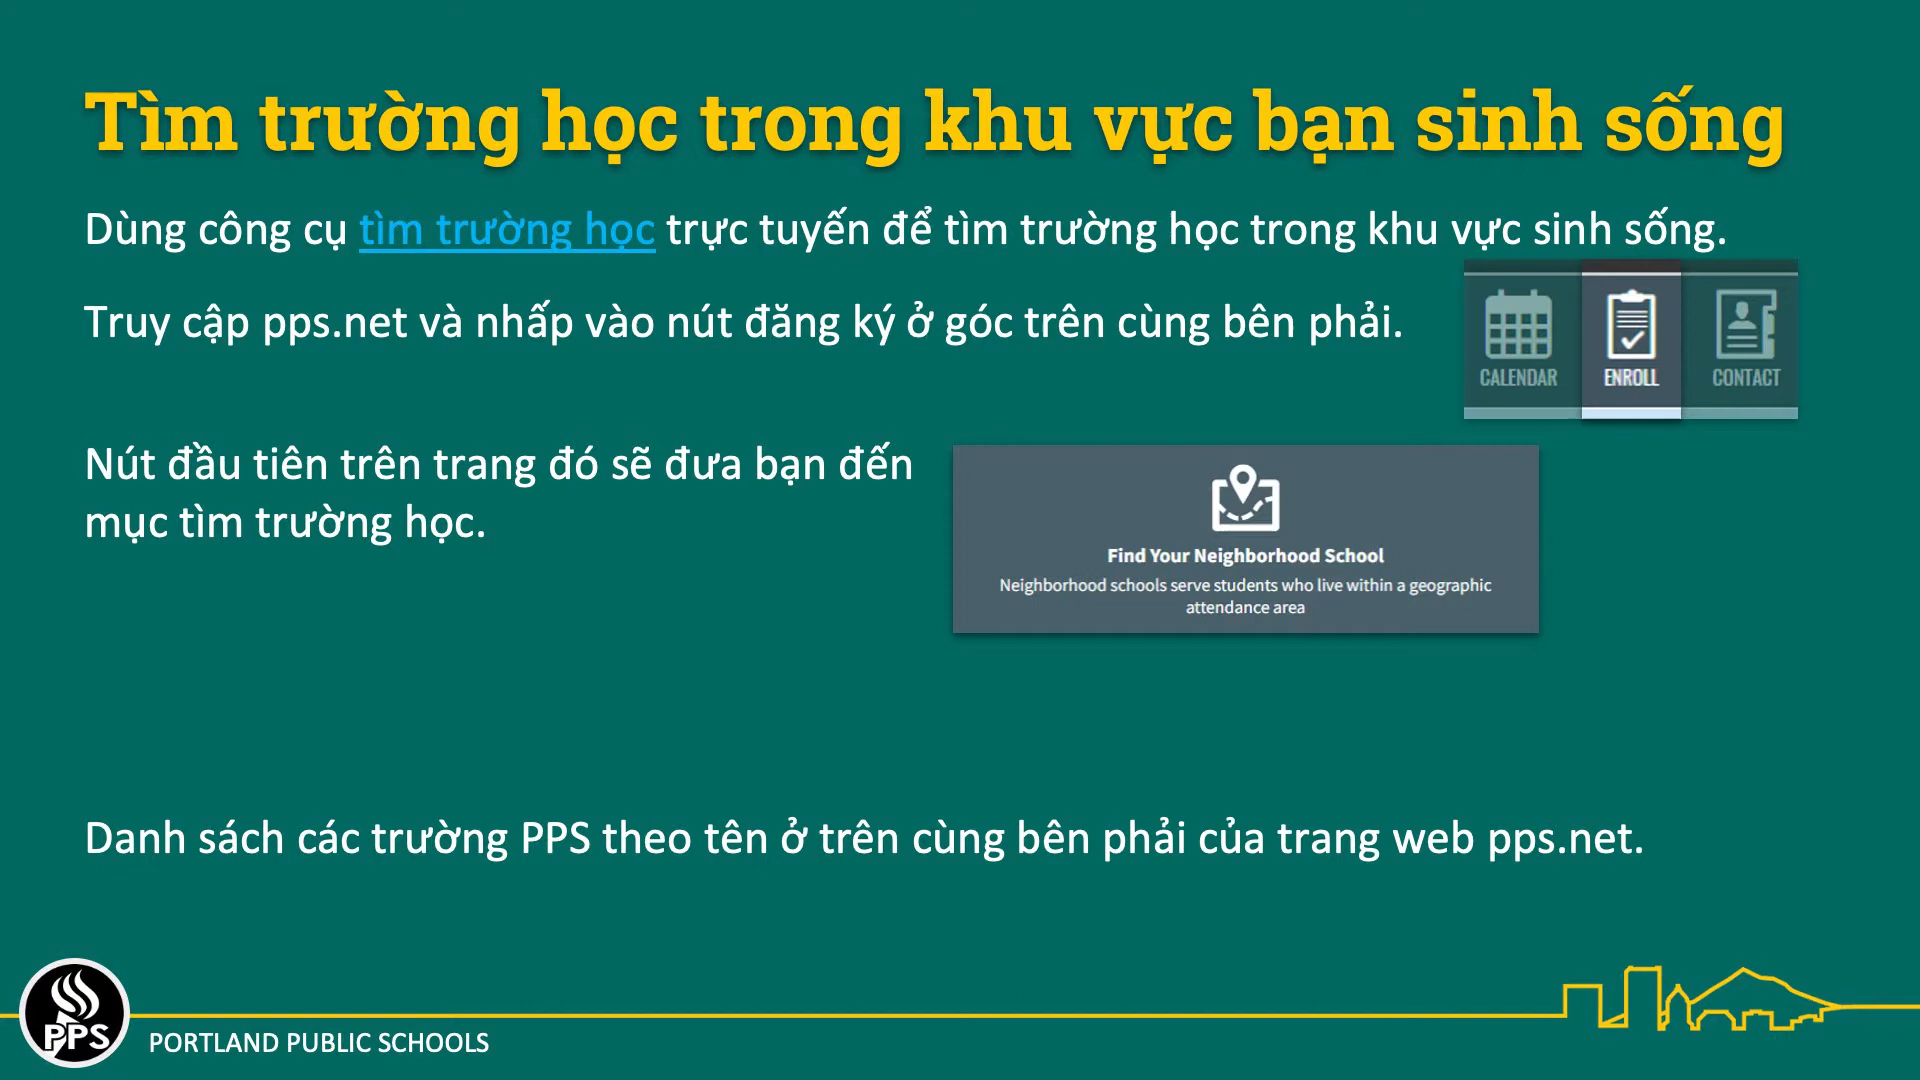 Tìm trường học trong khu vực bạn sinh sống
Dùng công cụ tìm trường học trực tuyến để tìm trường học trong khu vực sinh sống.
Truy cập pps.net và nhấp vào nút đăng ký ở góc trên cùng bên phải.
CALENDAR
ENROLL
CONTACT
Nút đầu tiên trên trang đó sẽ đưa bạn đến
mục tìm trường học.
Find Your Neighborhood School
Neighborhood schools serve students who live within a geographic
attendance area
Danh sách các trường PPS theo tên ở trên cùng bên phải của trang web pps.net.
PPS
PORTLAND PUBLIC SCHOOLS